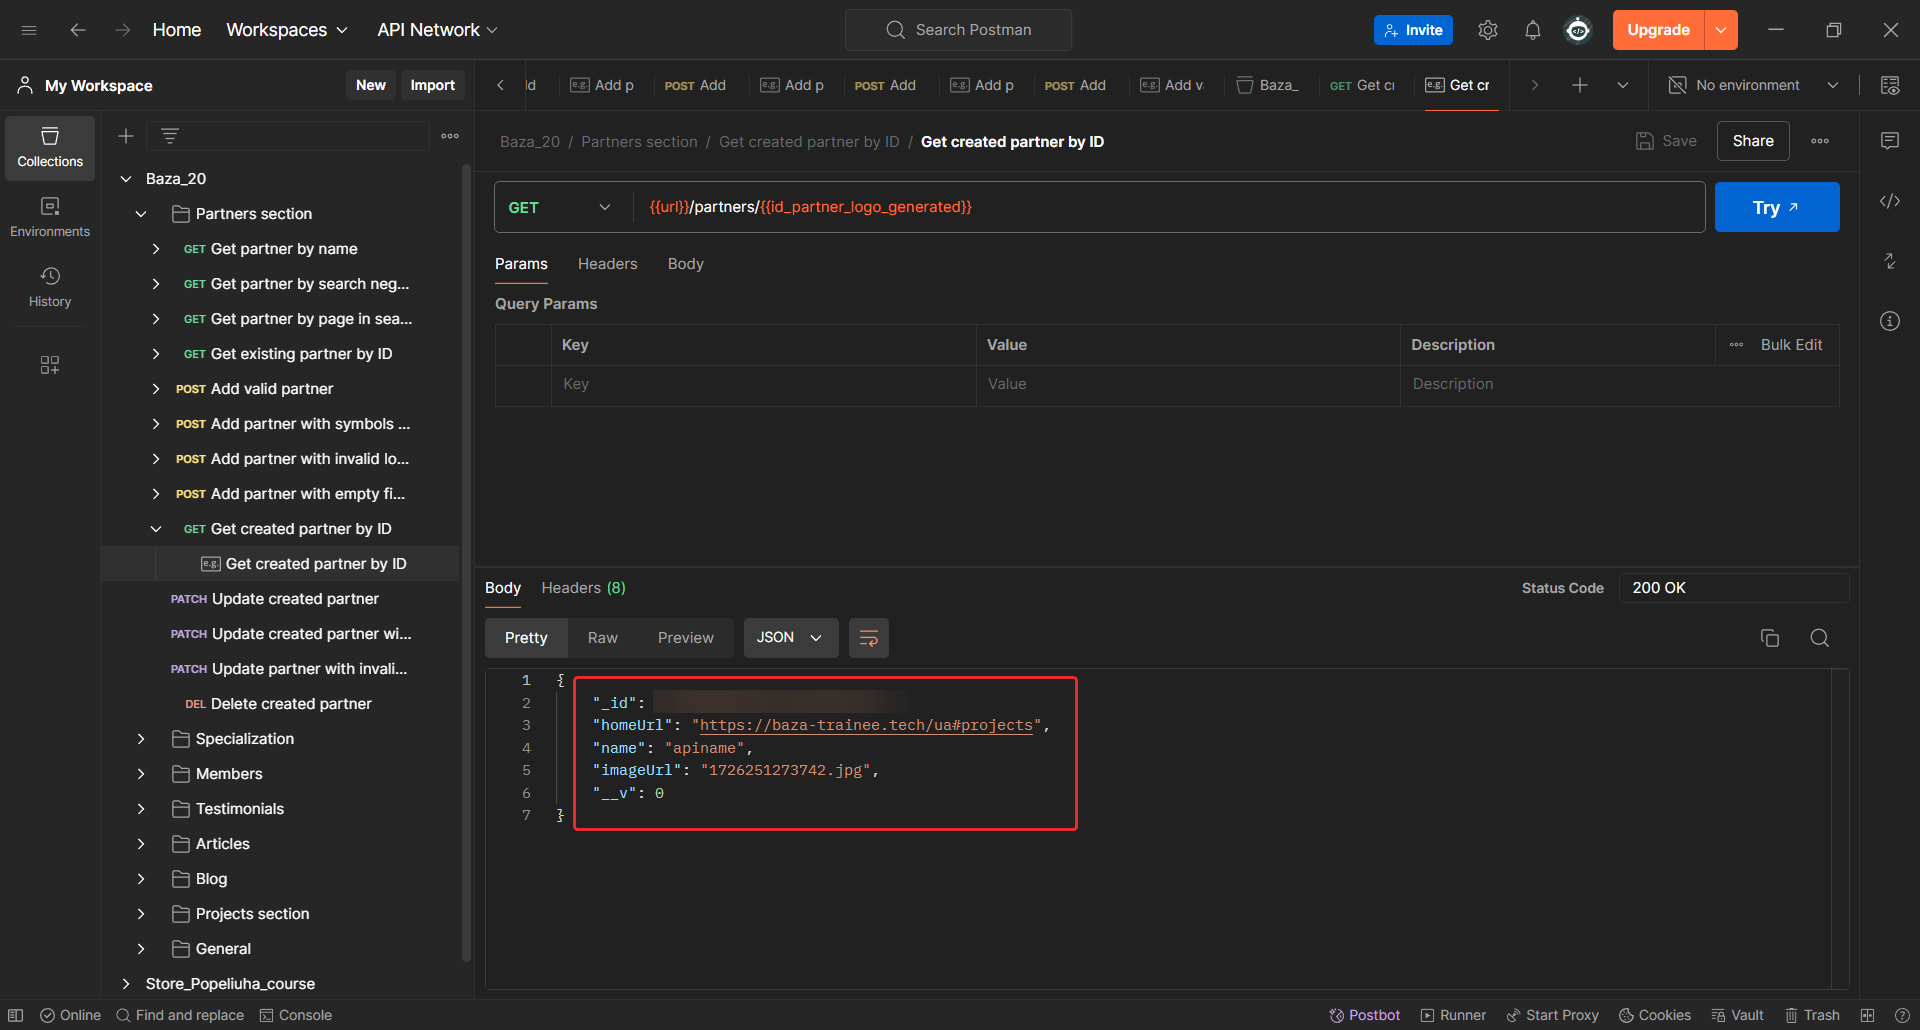 Home Workspaces API Network Search Postman Invite Upgrade
My Workspace New Import
ld e.g. Add p POST Add e.g. Add p POST Add e.g. Add p POST Add e.g. Add v Baza_ GET Get cr e.g. Get cr No environment
Collections
Environments
History
Baza_20
Partners section
GET Get partner by name
GET Get partner by search neg...
GET Get partner by page in sea...
GET Get existing partner by ID
POST Add valid partner
POST Add partner with symbols ...
POST Add partner with invalid lo...
POST Add partner with empty fi...
GET Get created partner by ID
e.g. Get created partner by ID
PATCH Update created partner
PATCH Update created partner wi...
PATCH Update partner with invali...
DEL Delete created partner
Specialization
Members
Testimonials
Articles
Blog
Projects section
General
Store_Popeliuha_course
Baza_20 / Partners section / Get created partner by ID / Get created partner by ID Save Share
GET {{url}}/partners/{{id_partner_logo_generated}} Try
Params Headers Body
Query Params
Key Value Description Bulk Edit
Key Value Description
Body Headers (8) Status Code 200 OK
Pretty Raw Preview JSON
1 {
2 "_id":
3 "homeUrl": "https://baza-trainee.tech/ua#projects",
4 "name": "apiname",
5 "imageUrl": "1726251273742.jpg",
6 "__v": 0
7 }
Online Find and replace Console Postbot Runner Start Proxy Cookies Vault Trash